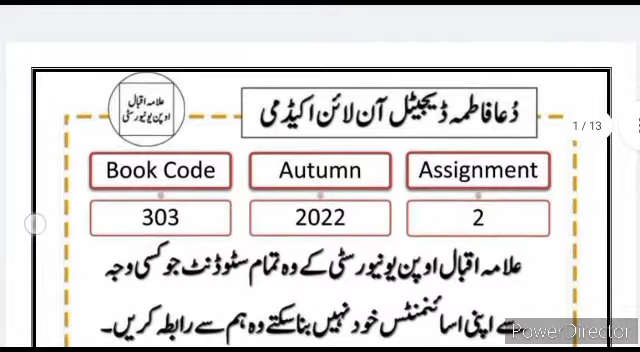 علامہ اقبال
اوپن یونیورسٹی
دُعا فاطمہ ڈیجیٹل آن لائن اکیڈمی
1 / 13
Book Code Autumn Assignment
303 2022 2
علامہ اقبال اوپن یونیورسٹی کے وہ تمام سٹوڈنٹ جو کسی وجہ
سے اپنی اسائنمنٹس خود نہیں بنا سکتے وہ ہم سے رابطہ کریں۔
PowerDirector